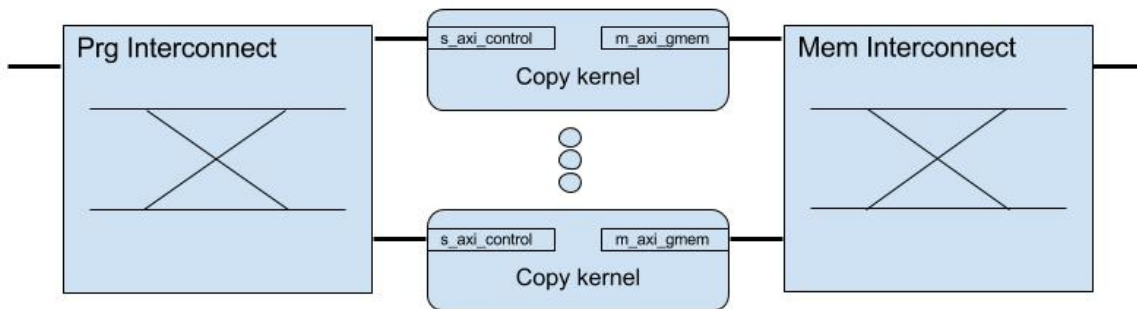 Prg Interconnect
s_axi_control
m_axi_gmem
Copy kernel
Mem Interconnect
s_axi_control
m_axi_gmem
Copy kernel